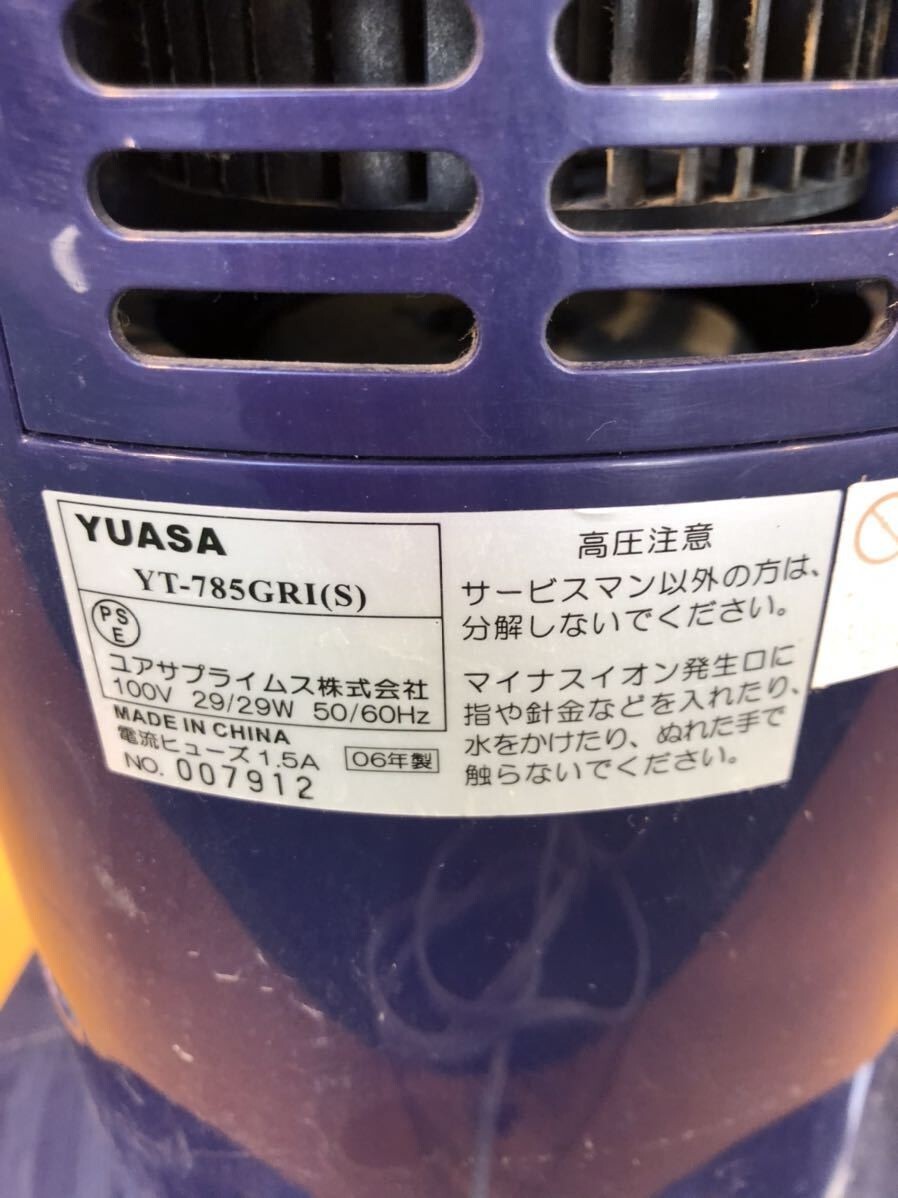 YUASA
YT-785GRI(S)
PS
E
ユアサプライムス株式会社
100V 29/29W 50/60Hz
MADE IN CHINA
電流ヒューズ 1.5A
06年製
NO. 007912
高圧注意
サービスマン以外の方は、
分解しないでください。
マイナスイオン発生口に
指や針金などを入れたり、
水をかけたり、ぬれた手で
触らないでください。